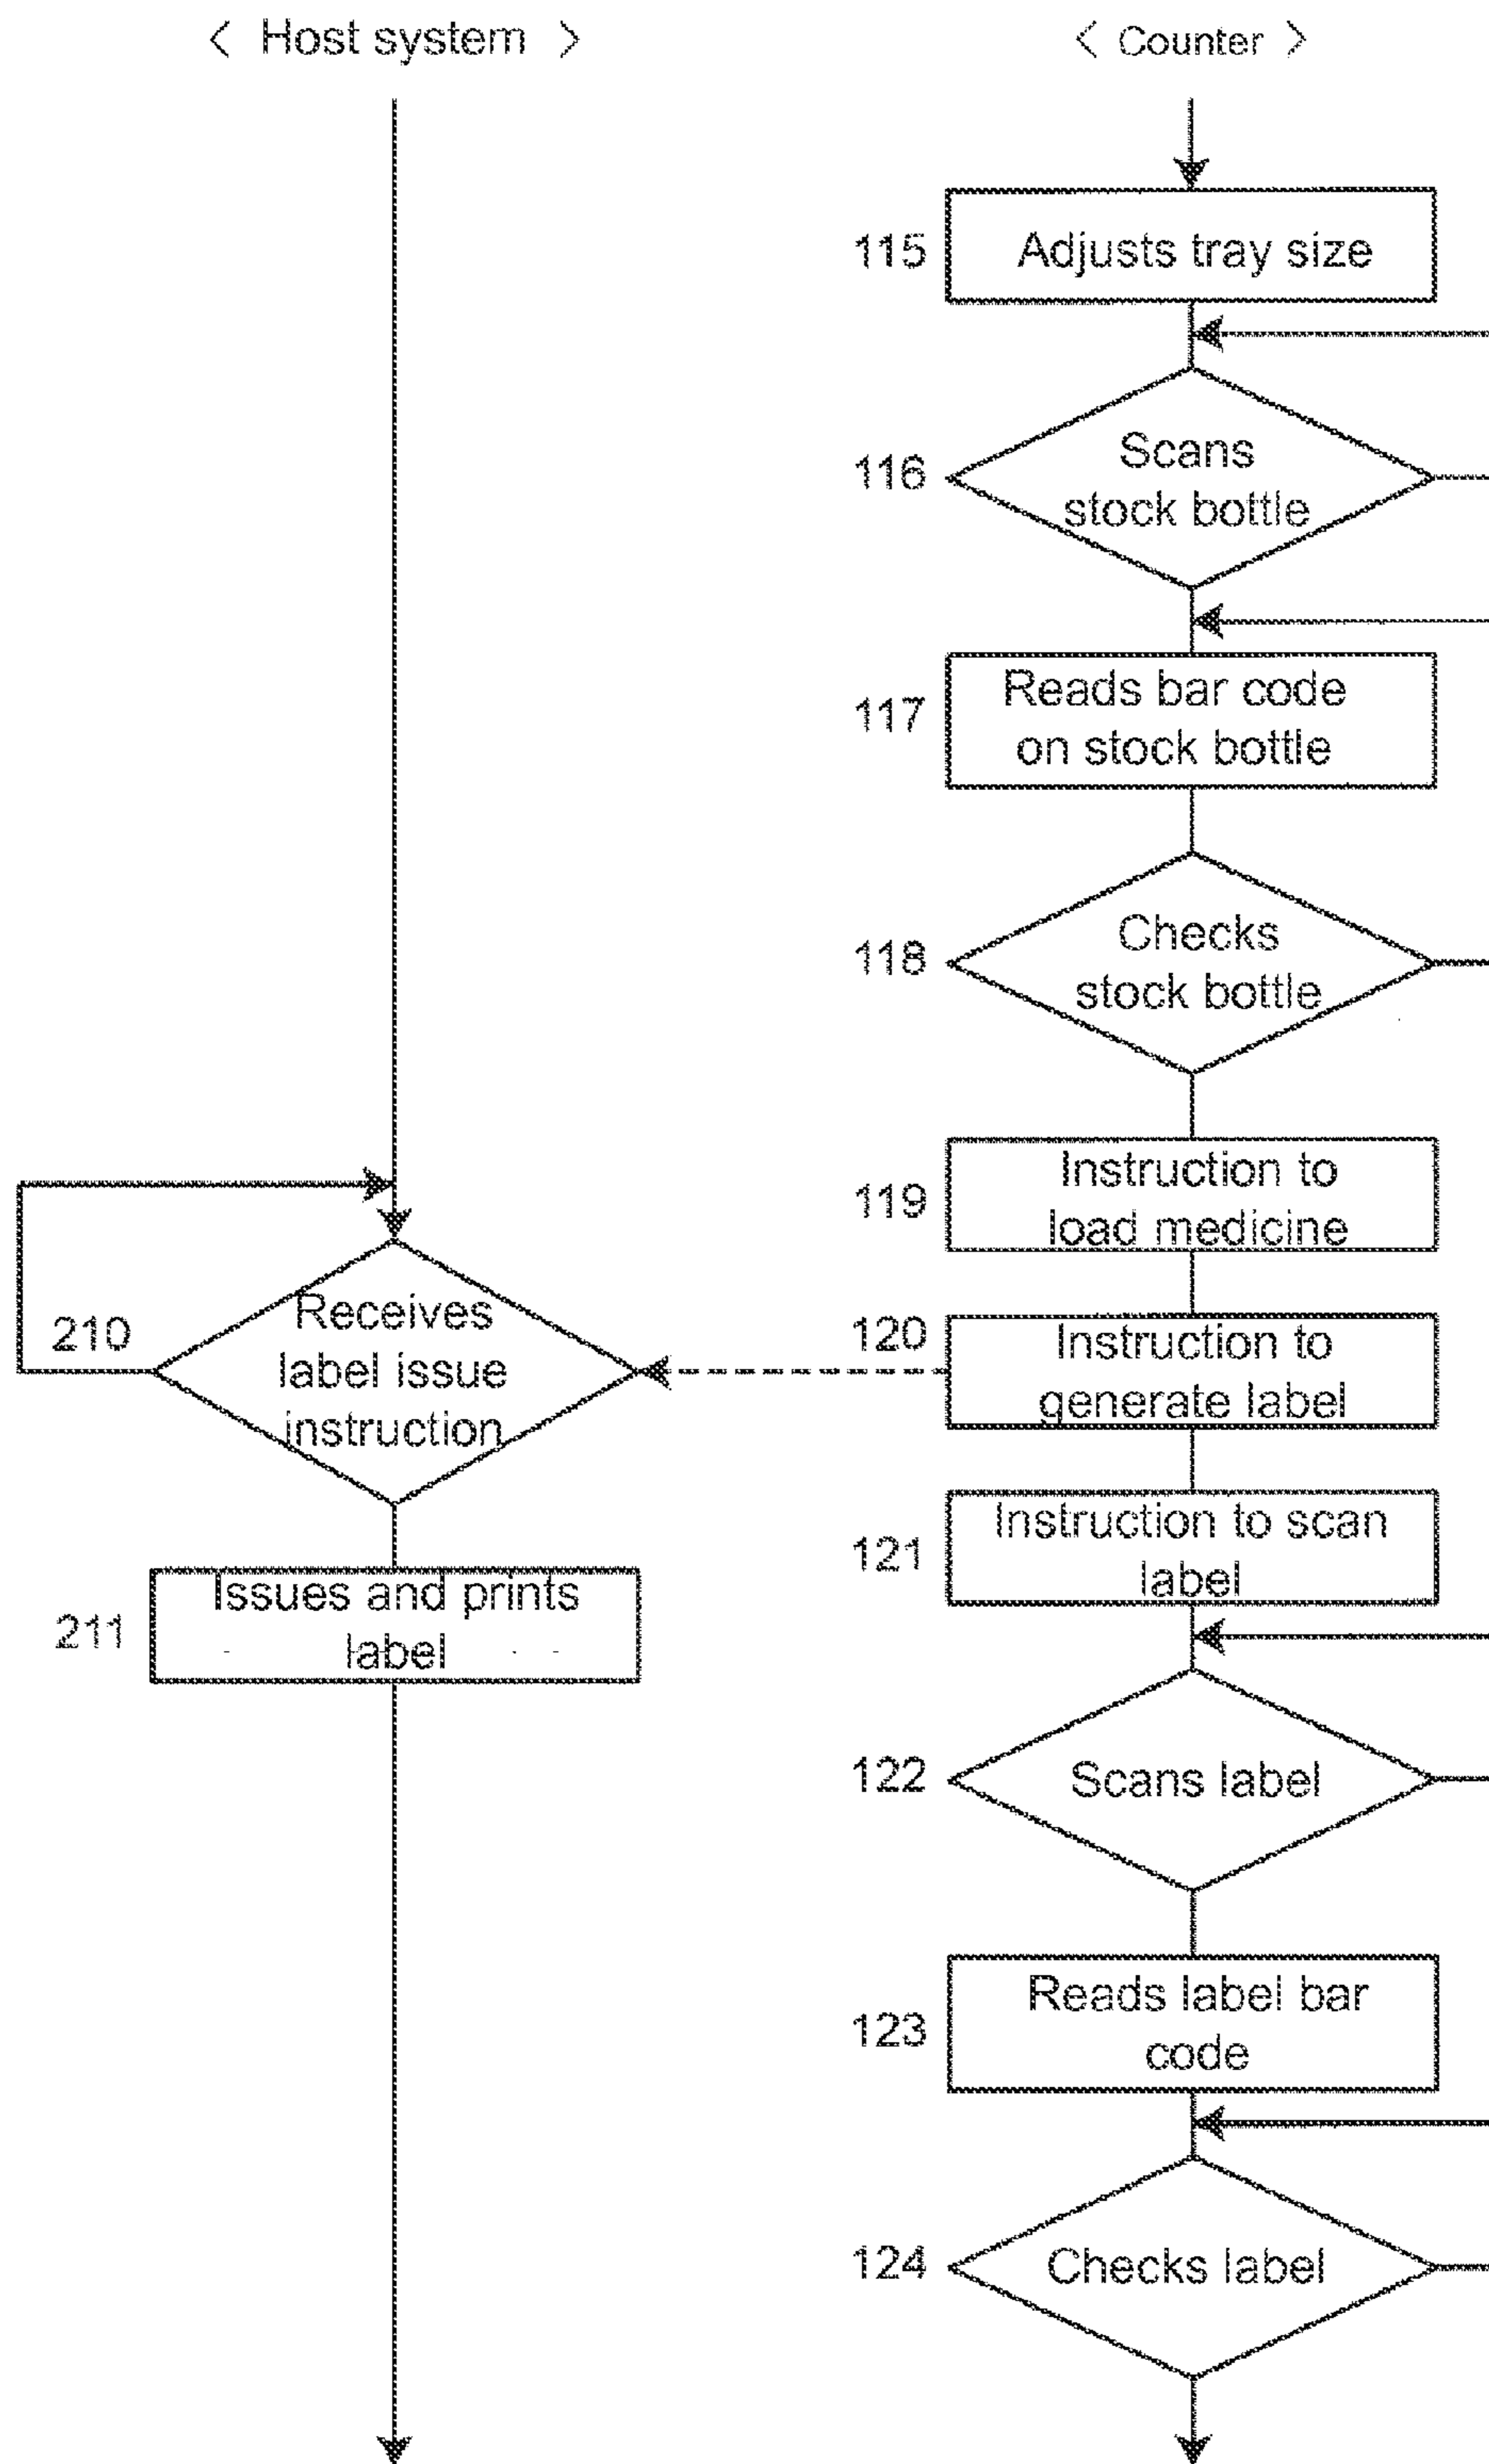 < Host system >
< Counter >
115
Adjusts tray size
116
Scans
stock bottle
117
Reads bar code
on stock bottle
118
Checks
stock bottle
119
Instruction to
load medicine
210
Receives
label issue
instruction
120
Instruction to
generate label
121
Instruction to scan
label
211
Issues and prints
label
122
Scans label
123
Reads label bar
code
124
Checks label